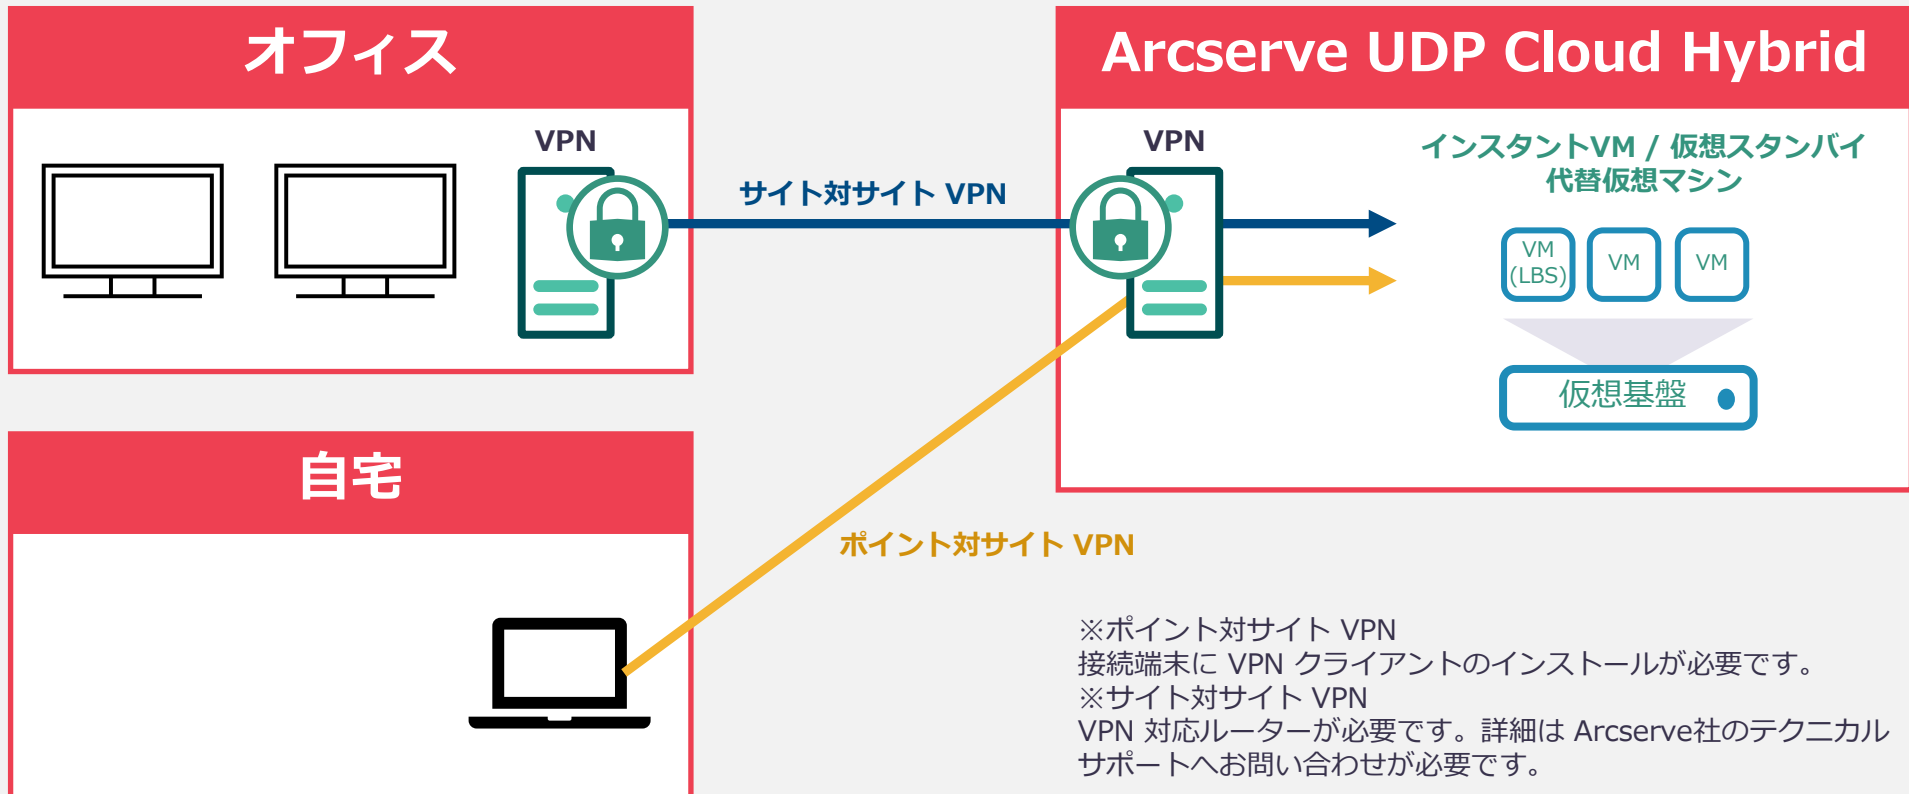 オフィス
Arcserve UDP Cloud Hybrid
VPN
サイト対サイト VPN
VPN
インスタントVM / 仮想スタンバイ
代替仮想マシン
VM
(LBS)
VM
VM
仮想基盤
自宅
ポイント対サイト VPN
※ポイント対サイト VPN
接続端末に VPN クライアントのインストールが必要です。
※サイト対サイト VPN
VPN 対応ルーターが必要です。詳細は Arcserve社のテクニカル
サポートへお問い合わせが必要です。